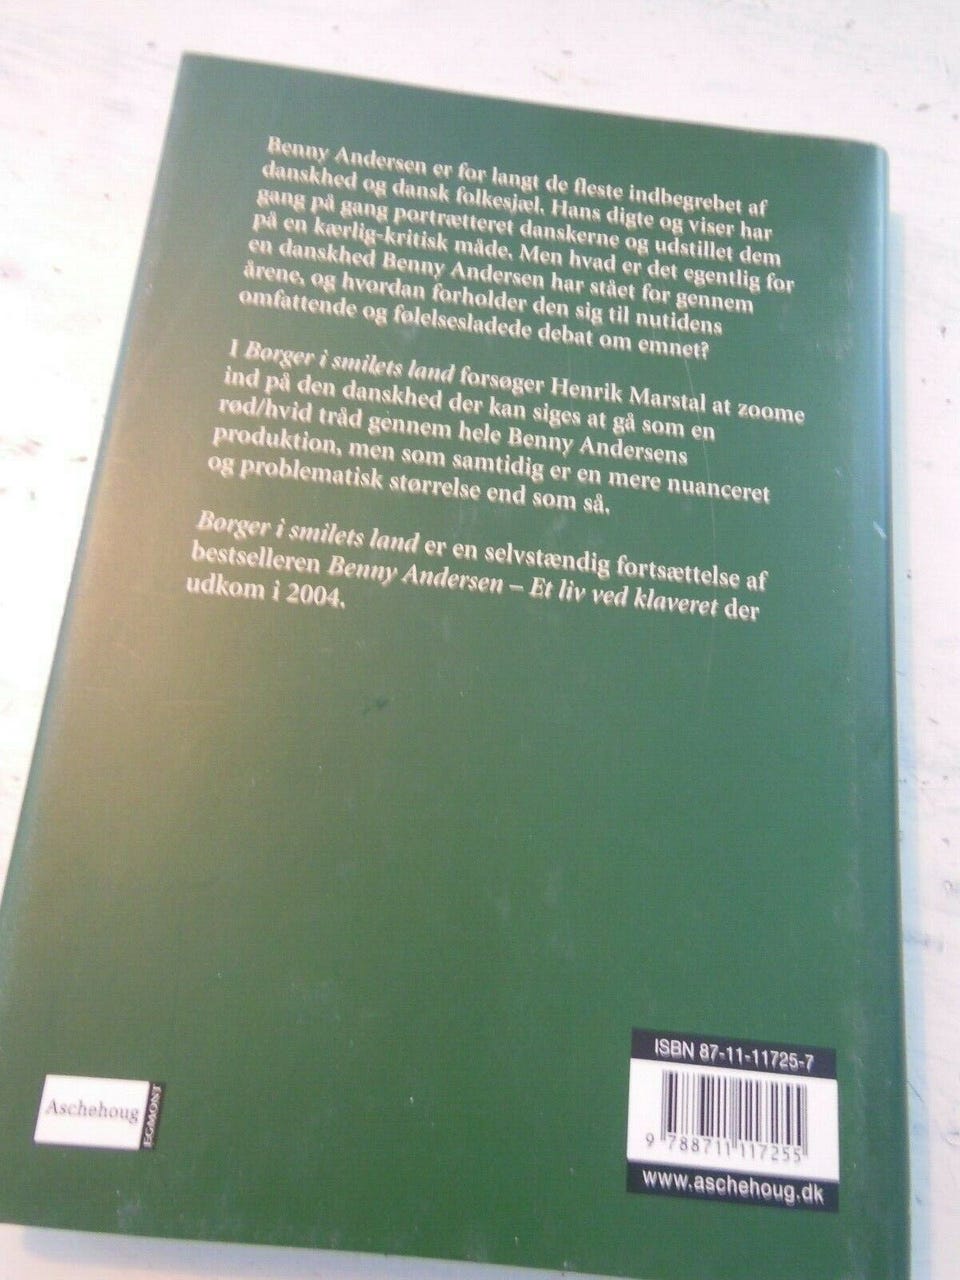 Benny Andersen er for langt de fleste indbegrebet af
danskhed og dansk folkesjæl. Hans digte og viser har
gang på gang portrætteret danskerne og udstillet dem
på en kærlig-kritisk måde. Men hvad er det egentlig for
en danskhed Benny Andersen har stået for gennem
årene, og hvordan forholder den sig til nutidens
omfattende og følelsesladede debat om emnet?
I Borger i smilets land forsøger Henrik Marstal at zoome
ind på den danskhed der kan siges at gå som en
rød/hvid tråd gennem hele Benny Andersens
produktion, men som samtidig er en mere nuanceret
og problematisk størrelse end som så.
Borger i smilets land er en selvstændig fortsættelse af
bestselleren Benny Andersen – Et liv ved klaveret der
udkom i 2004.
ISBN 87-11-11725-7
9 788711 117255
www.aschehoug.dk
Aschehoug
EGMONT